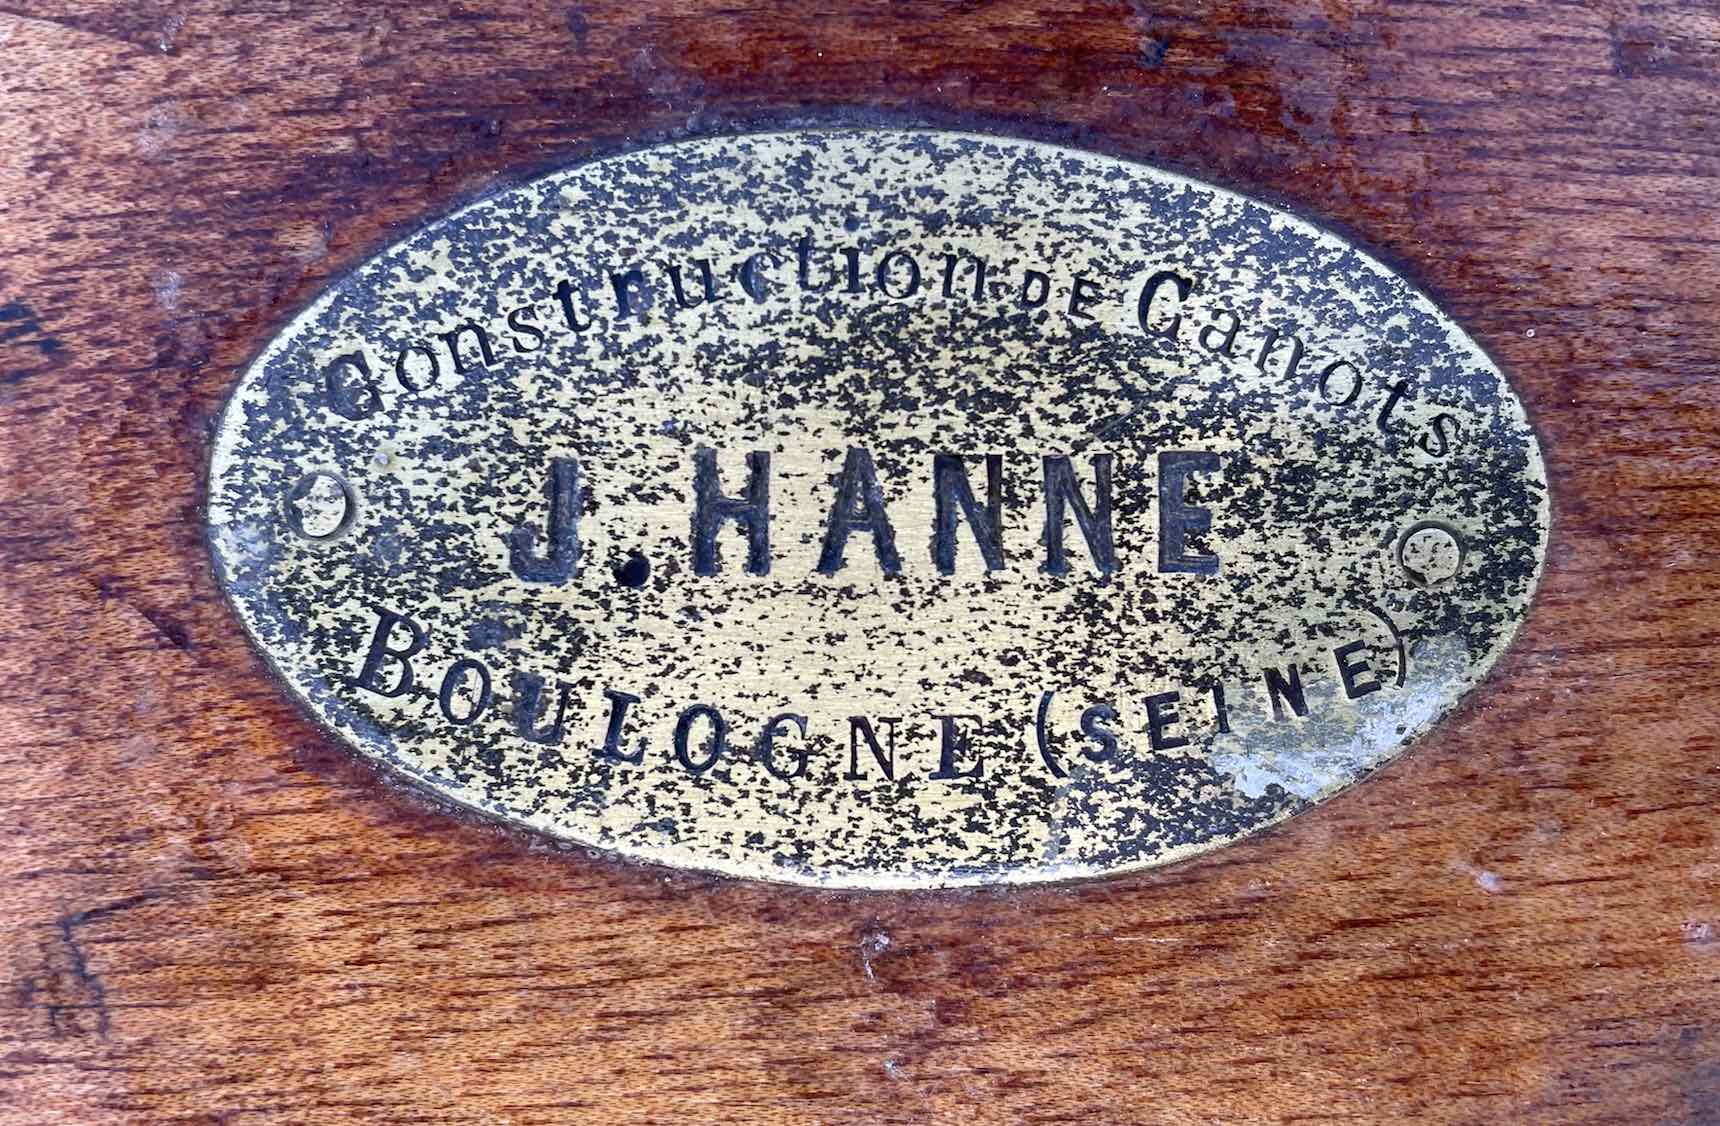 Construction DE Canots
J. HANNE
BOULOGNE (SEINE)